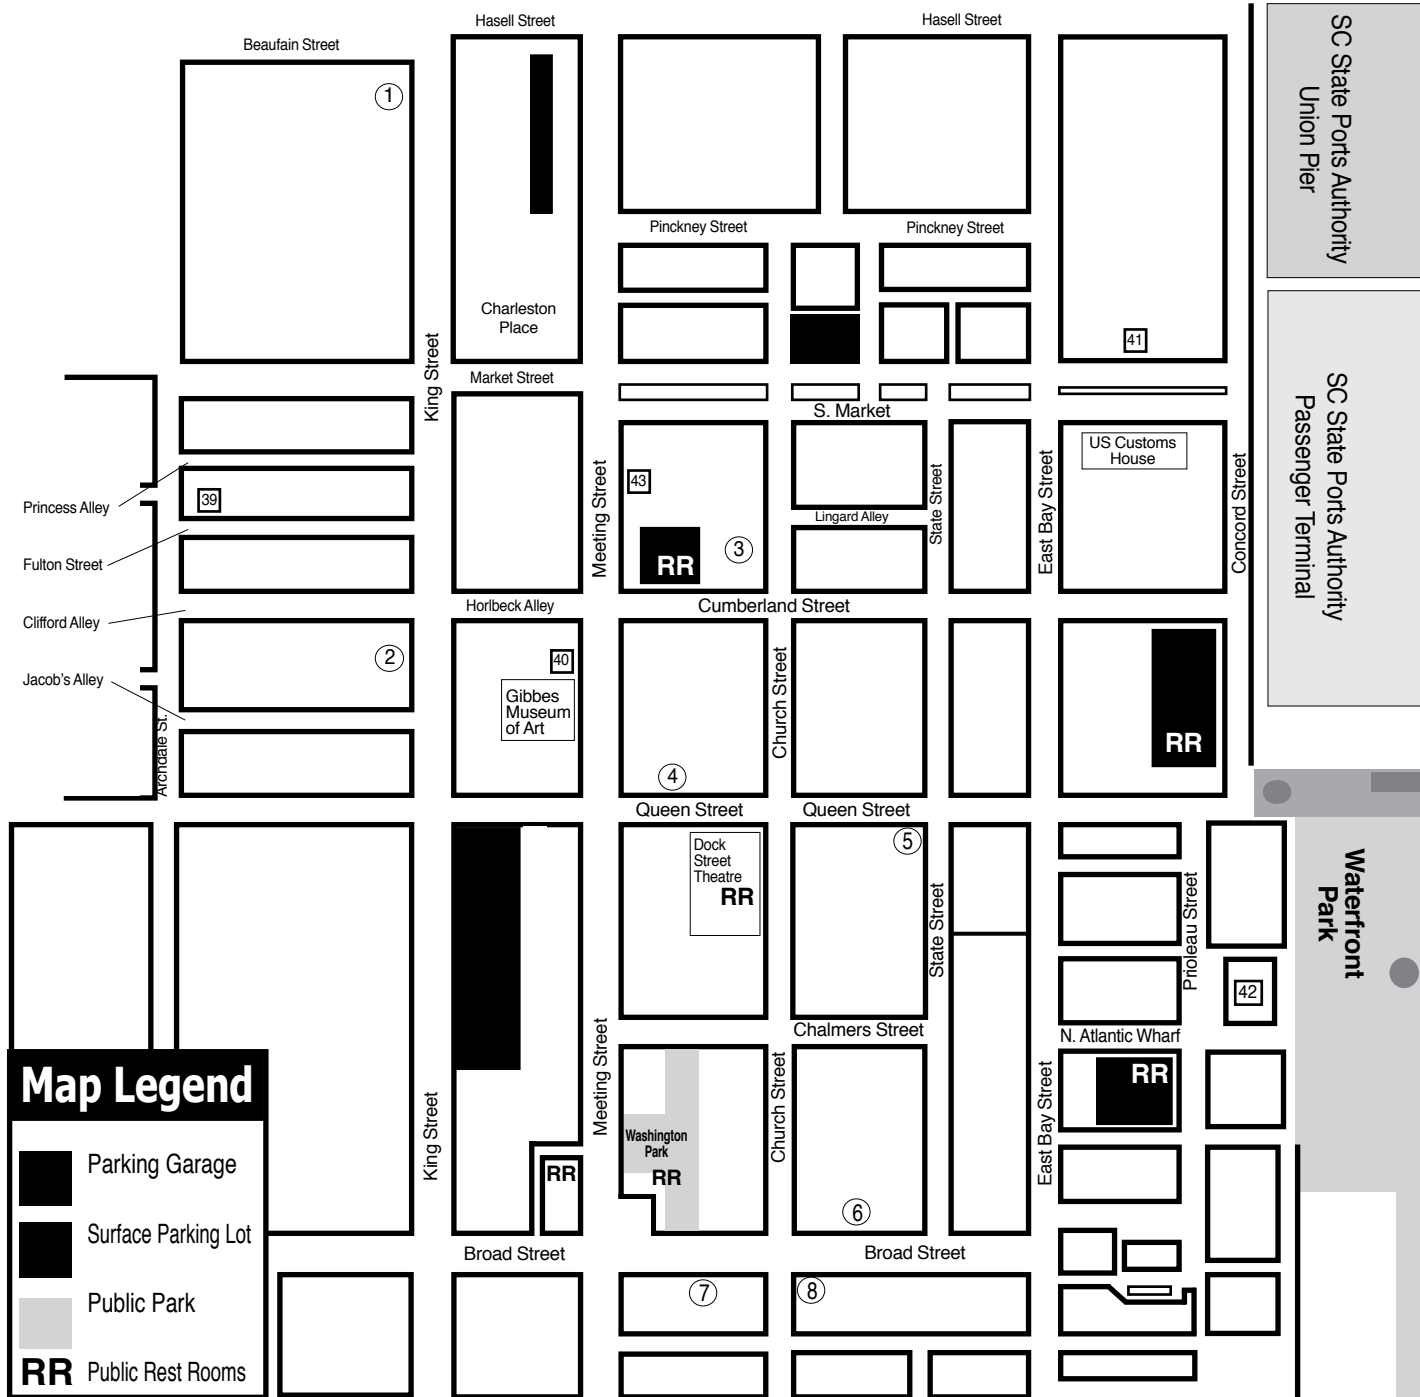 Hasell Street
Hasell Street
Beaufain Street
1
SC State Ports Authority
Union Pier
Pinckney Street
Pinckney Street
Charleston
Place
41
King Street
Market Street
SC State Ports Authority
Passenger Terminal
S. Market
US Customs
House
Meeting Street
43
State Street
East Bay Street
Concord Street
39
Princess Alley
Lingard Alley
3
RR
Fulton Street
Horlbeck Alley
Cumberland Street
Clifford Alley
2
40
Church Street
Jacob's Alley
Gibbes
Museum
of Art
Archdale St.
RR
4
Queen Street
Queen Street
5
Dock
Street
Theatre
RR
Waterfront
Park
State Street
Prioleau Street
42
Chalmers Street
N. Atlantic Wharf
Meeting Street
King Street
Church Street
East Bay Street
RR
Washington
Park
RR
RR
6
Broad Street
Broad Street
7
8
Map Legend
Parking Garage
Surface Parking Lot
Public Park
RR Public Rest Rooms